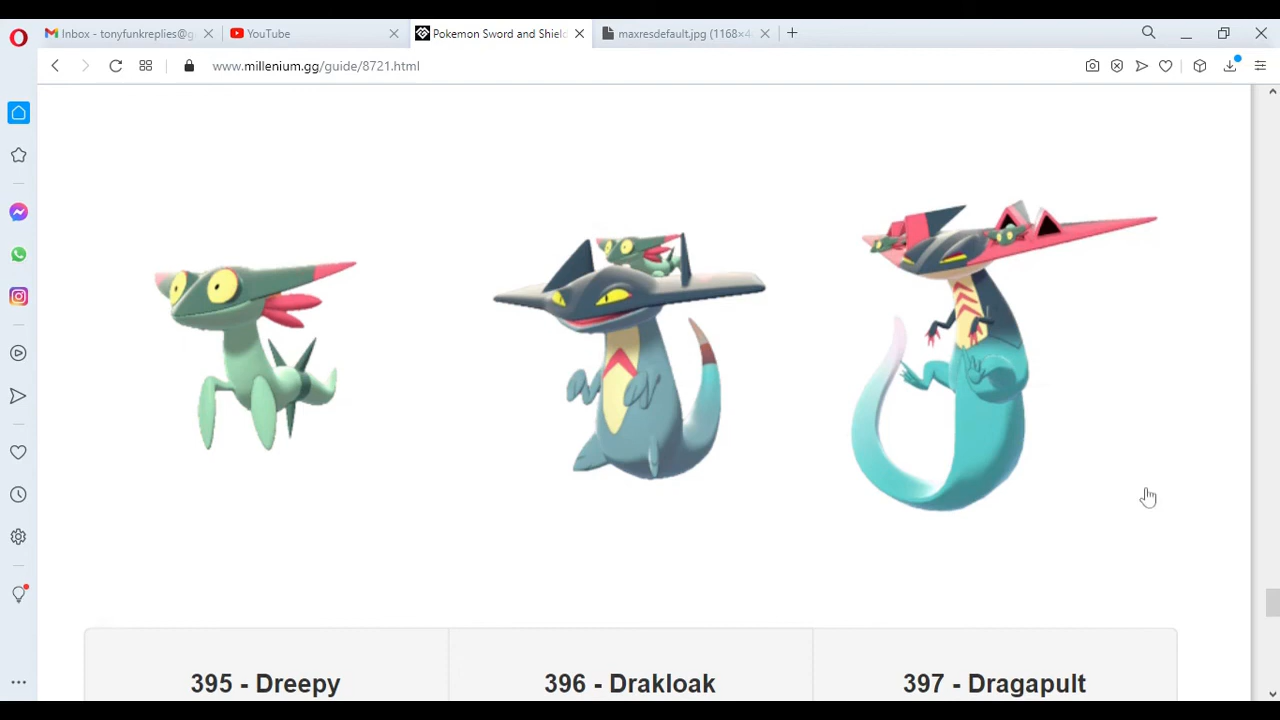 Inbox - tonyfunkreplies@g
YouTube
Pokemon Sword and Shield
maxresdefault.jpg (1168×4
www.millenium.gg/guide/8721.html
395 - Dreepy
396 - Drakloak
397 - Dragapult